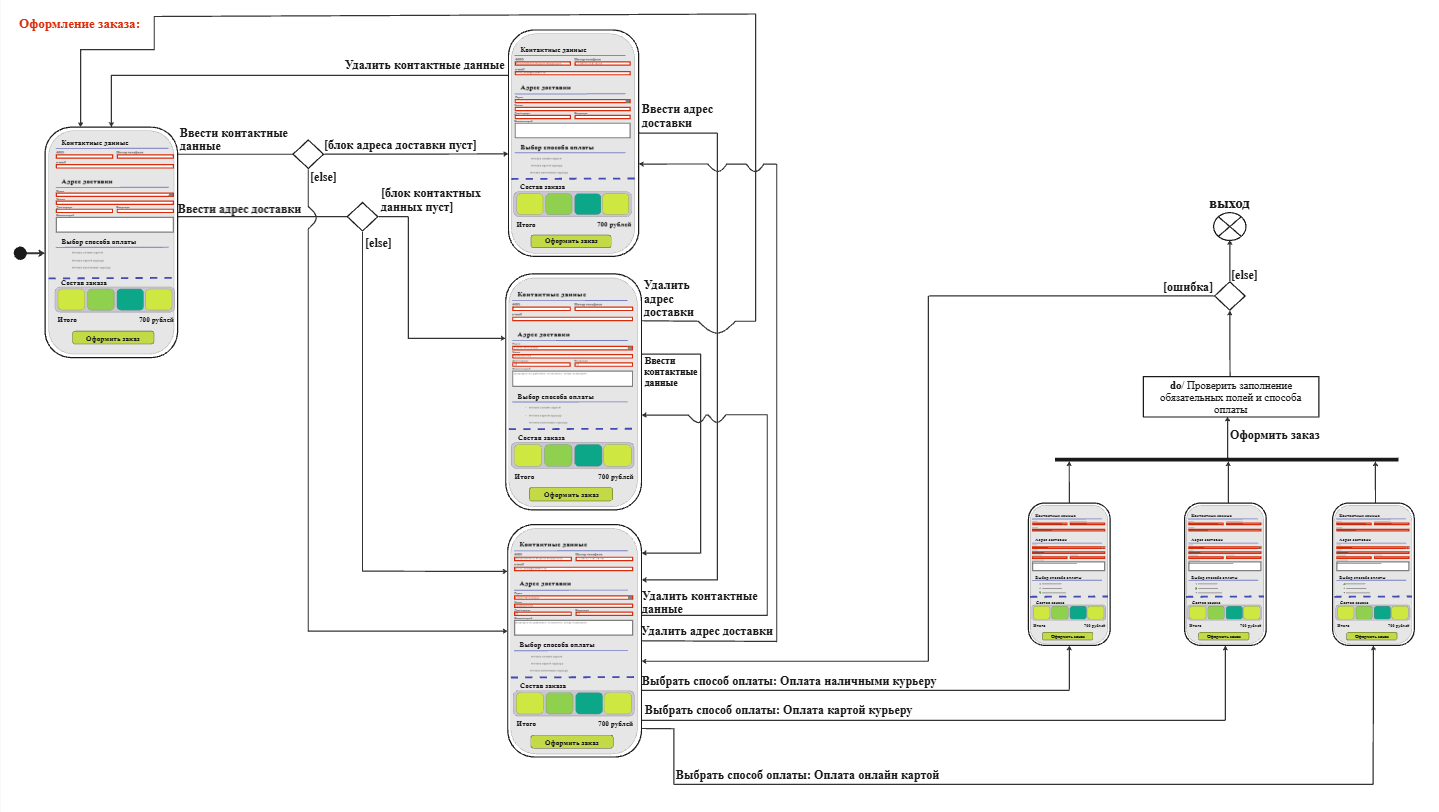 Оформление заказа:
Удалить контактные данные
Ввести контактные
данные
[блок адреса доставки пуст]
[else]
Ввести адрес доставки
[блок контактных
данных пуст]
[else]
Контактные данные
Адрес доставки
Выбор способа оплаты
Состав заказа
Итого 700 рублей
Оформить заказ
Контактные данные
Адрес доставки
Выбор способа оплаты
Состав заказа
Итого 700 рублей
Оформить заказ
Ввести адрес
доставки
Контактные данные
Адрес доставки
Выбор способа оплаты
Состав заказа
Итого 700 рублей
Оформить заказ
Удалить
адрес
доставки
Ввести
контактные
данные
Контактные данные
Адрес доставки
Выбор способа оплаты
Состав заказа
Итого 700 рублей
Оформить заказ
Удалить контактные
данные
Удалить адрес доставки
Выбрать способ оплаты: Оплата наличными курьеру
Выбрать способ оплаты: Оплата картой курьеру
Выбрать способ оплаты: Оплата онлайн картой
ВЫХОД
[else]
[ошибка]
do/ Проверить заполнение
обязательных полей и способа
оплаты
Оформить заказ
Контактные данные
Адрес доставки
Выбор способа оплаты
Состав заказа
Итого 700 рублей
Оформить заказ
Контактные данные
Адрес доставки
Выбор способа оплаты
Состав заказа
Итого 700 рублей
Оформить заказ
Контактные данные
Адрес доставки
Выбор способа оплаты
Состав заказа
Итого 700 рублей
Оформить заказ